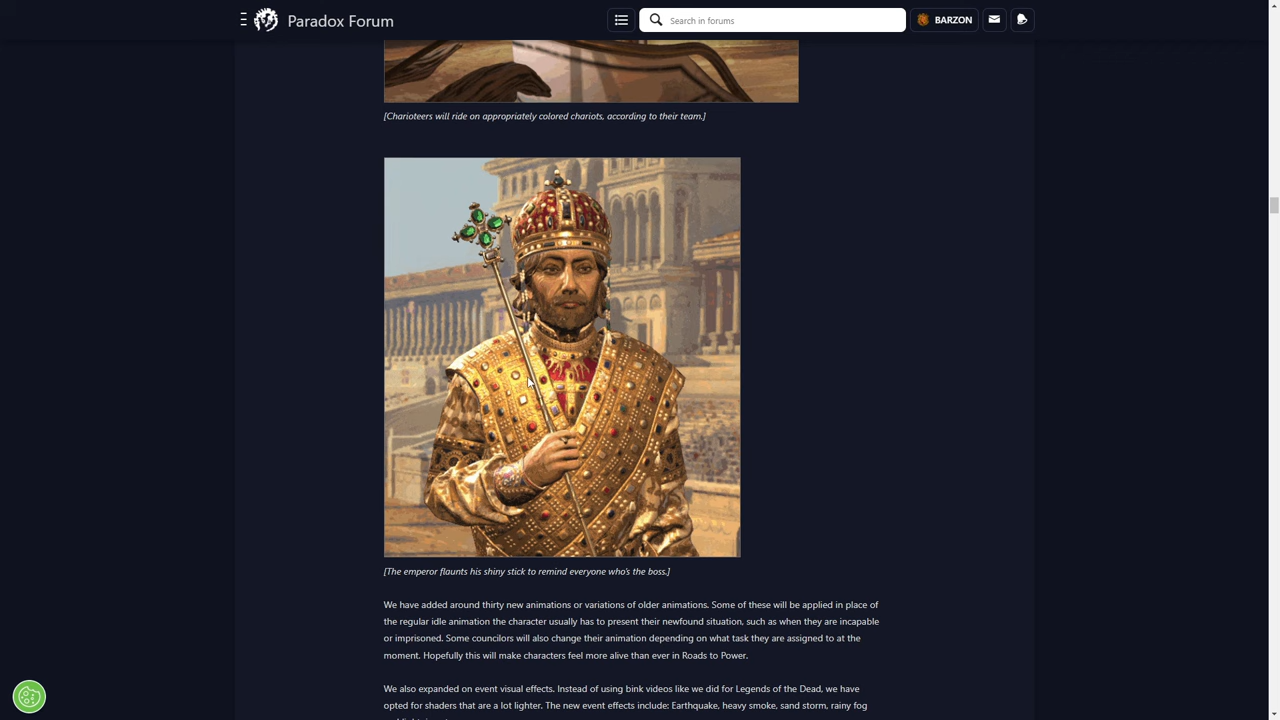 Paradox Forum
Search in forums
BARZON
[Charioteers will ride on appropriately colored chariots, according to their team.]
[The emperor flaunts his shiny stick to remind everyone who's the boss.]
We have added around thirty new animations or variations of older animations. Some of these will be applied in place of
the regular idle animation the character usually has to present their newfound situation, such as when they are incapable
or imprisoned. Some councilors will also change their animation depending on what task they are assigned to at the
moment. Hopefully this will make characters feel more alive than ever in Roads to Power.
We also expanded on event visual effects. Instead of using bink videos like we did for Legends of the Dead, we have
opted for shaders that are a lot lighter. The new event effects include: Earthquake, heavy smoke, sand storm, rainy fog